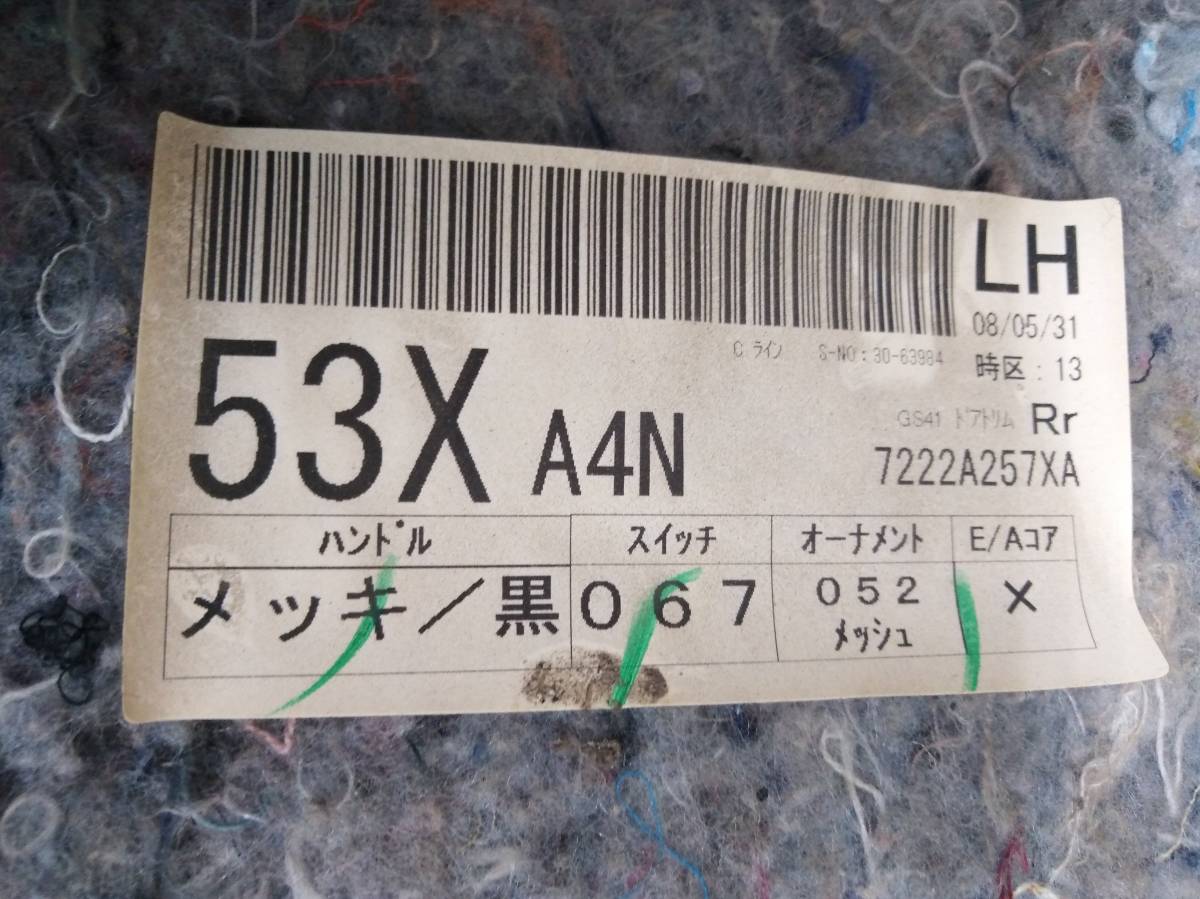 LH
08/05/31
C ライン S-NO:30-63984
時区:13
53X A4N
GS41 ドアトリム Rr
7222A257XA
ハンドル スイッチ オーナメント E/Aコア
メッキ/黒 067 052 ×
メッシュ